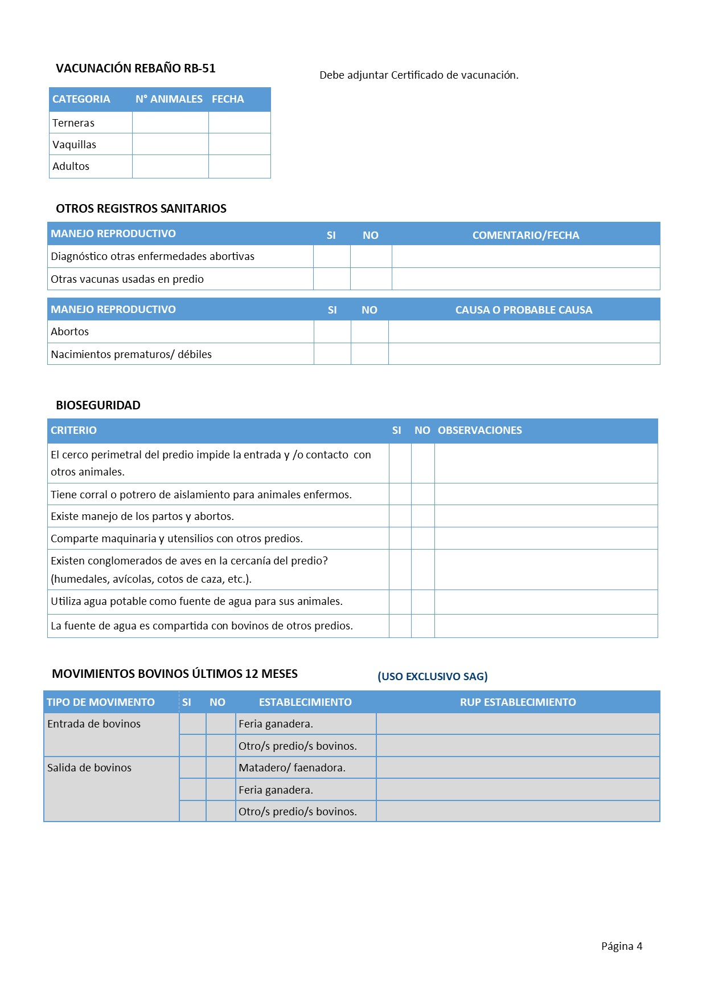 VACUNACIÓN REBAÑO RB-51
Debe adjuntar Certificado de vacunación.
CATEGORIA N° ANIMALES FECHA
Terneras
Vaquillas
Adultos
OTROS REGISTROS SANITARIOS
MANEJO REPRODUCTIVO SI NO COMENTARIO/FECHA
Diagnóstico otras enfermedades abortivas
Otras vacunas usadas en predio
MANEJO REPRODUCTIVO SI NO CAUSA O PROBABLE CAUSA
Abortos
Nacimientos prematuros/ débiles
BIOSEGURIDAD
CRITERIO SI NO OBSERVACIONES
El cerco perimetral del predio impide la entrada y /o contacto con
otros animales.
Tiene corral o potrero de aislamiento para animales enfermos.
Existe manejo de los partos y abortos.
Comparte maquinaria y utensilios con otros predios.
Existen conglomerados de aves en la cercanía del predio?
(humedales, avícolas, cotos de caza, etc.).
Utiliza agua potable como fuente de agua para sus animales.
La fuente de agua es compartida con bovinos de otros predios.
MOVIMIENTOS BOVINOS ÚLTIMOS 12 MESES
(USO EXCLUSIVO SAG)
TIPO DE MOVIMENTO SI NO ESTABLECIMIENTO RUP ESTABLECIMIENTO
Entrada de bovinos Feria ganadera.
Otro/s predio/s bovinos.
Salida de bovinos Matadero/ faenadora.
Feria ganadera.
Otro/s predio/s bovinos.
Página 4